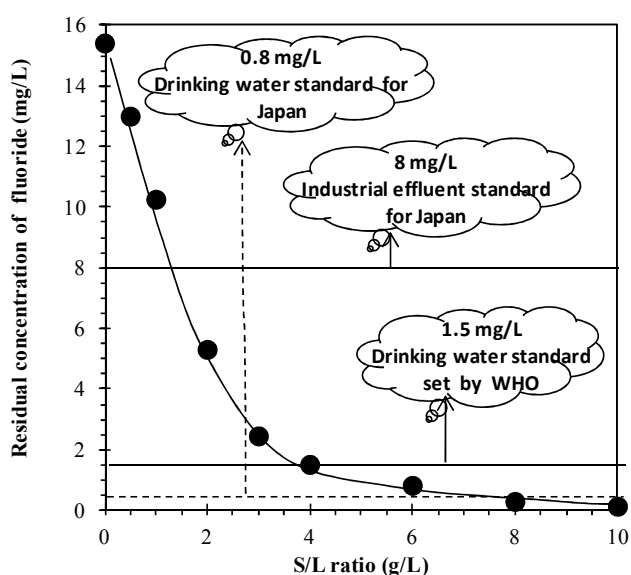 16
14
12
10
8
6
4
2
0
Residual concentration of fluoride (mg/L)
0.8 mg/L
Drinking water standard for
Japan
8 mg/L
Industrial effluent standard
for Japan
1.5 mg/L
Drinking water standard
set by WHO
0 2 4 6 8 10
S/L ratio (g/L)